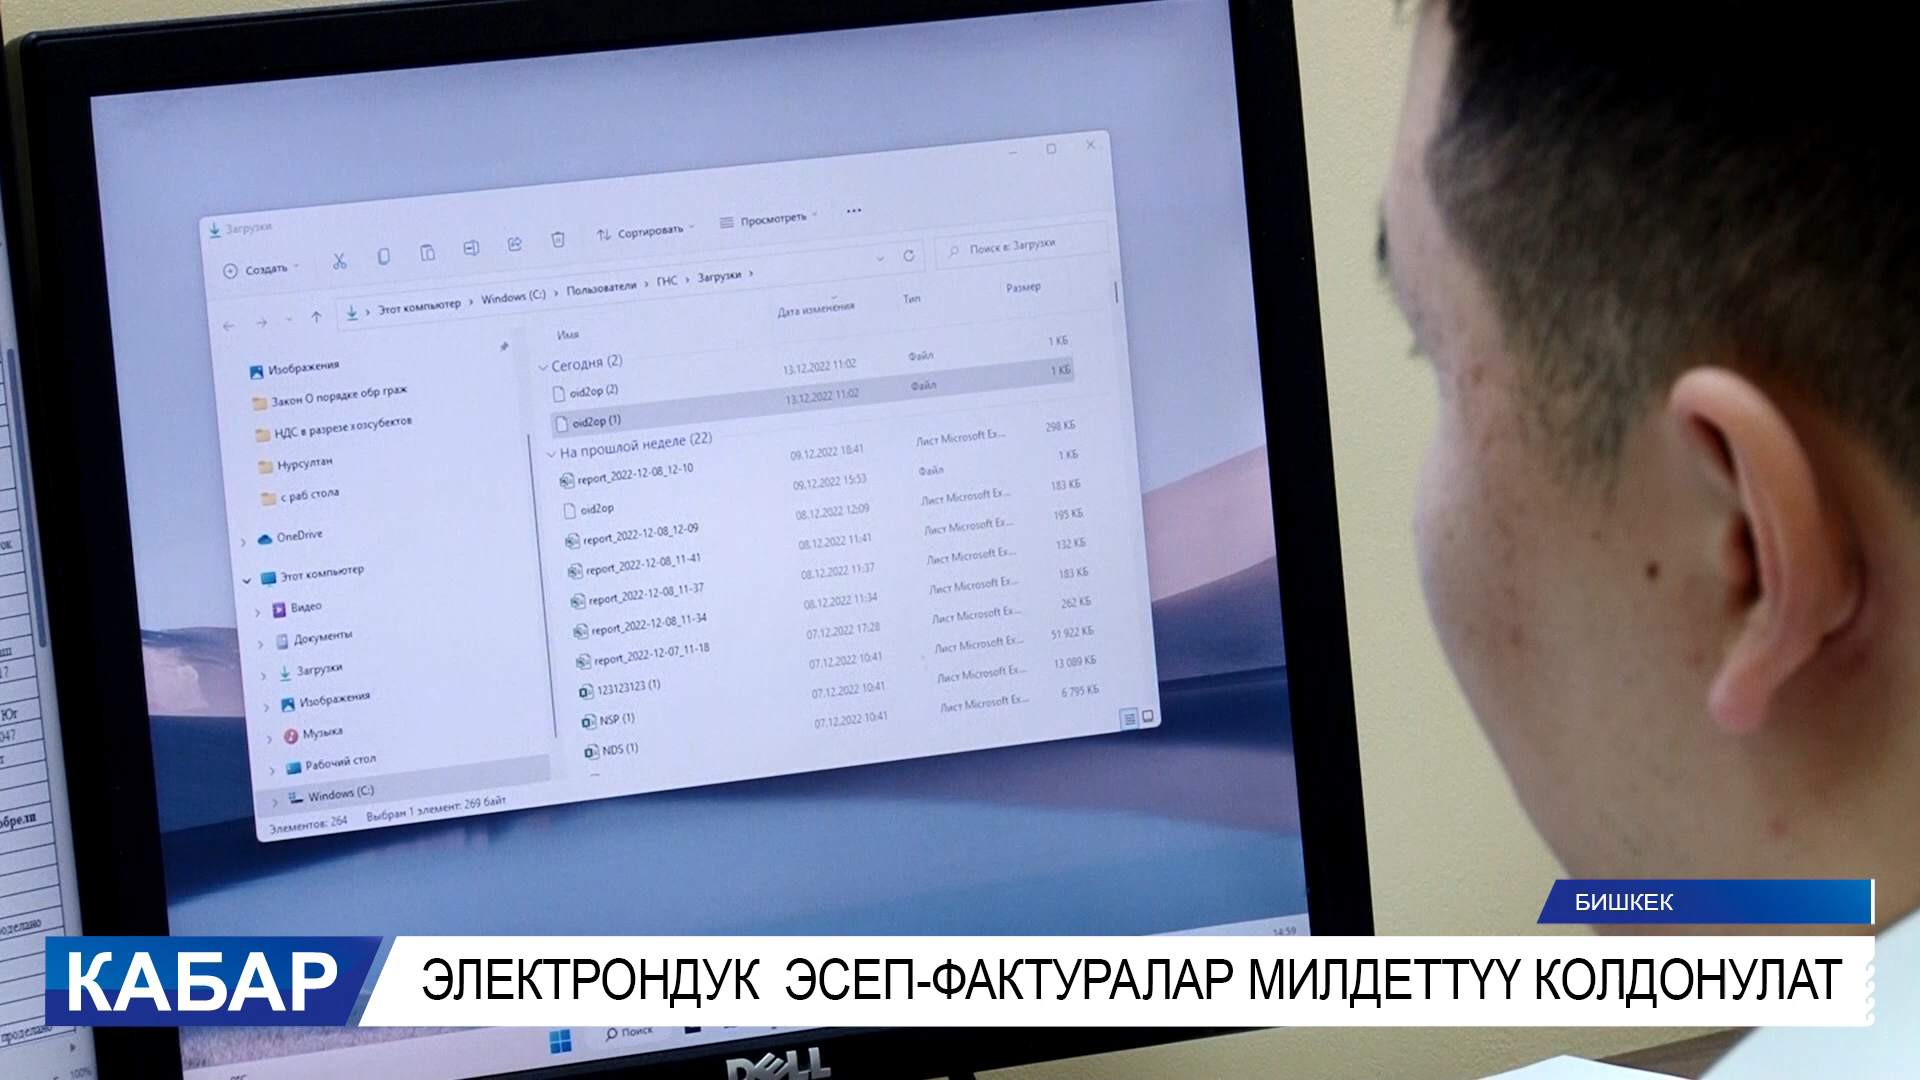 Загрузки
Создать
Сортировать
Просмотреть
Этот компьютер > Windows (C:) > Пользователи > ГНС > Загрузки >
Поиск в: Загрузки
Изображения
Закон О порядке обр граж
НДС в разрезе хозсубектов
Нурсултан
с раб стола
OneDrive
Этот компьютер
Видео
Документы
Загрузки
Изображения
Музыка
Рабочий стол
Windows (C:)
Элементов: 264 Выбран 1 элемент: 269 байт
Имя Дата изменения Тип Размер
Сегодня (2)
oid2op (2) 13.12.2022 11:02 Файл 1 КБ
oid2op (1) 13.12.2022 11:02 Файл 1 КБ
На прошлой неделе (22)
report_2022-12-08_12-10 09.12.2022 18:41 Лист Microsoft Ex... 298 КБ
oid2op 09.12.2022 15:53 Файл 1 КБ
report_2022-12-08_12-09 08.12.2022 12:09 Лист Microsoft Ex... 183 КБ
report_2022-12-08_11-41 08.12.2022 11:41 Лист Microsoft Ex... 195 КБ
report_2022-12-08_11-37 08.12.2022 11:37 Лист Microsoft Ex... 132 КБ
report_2022-12-08_11-34 08.12.2022 11:34 Лист Microsoft Ex... 183 КБ
report_2022-12-07_11-18 07.12.2022 17:28 Лист Microsoft Ex... 262 КБ
123123123 (1) 07.12.2022 10:41 Лист Microsoft Ex... 51 922 КБ
NSP (1) 07.12.2022 10:41 Лист Microsoft Ex... 13 089 КБ
NDS (1) 07.12.2022 10:41 Лист Microsoft Ex... 6 795 КБ
14:59
БИШКЕК
КАБАР
ЭЛЕКТРОНДУК ЭСЕП-ФАКТУРАЛАР МИЛДЕТТҮҮ КОЛДОНУЛАТ
Поиск
DELL
100%